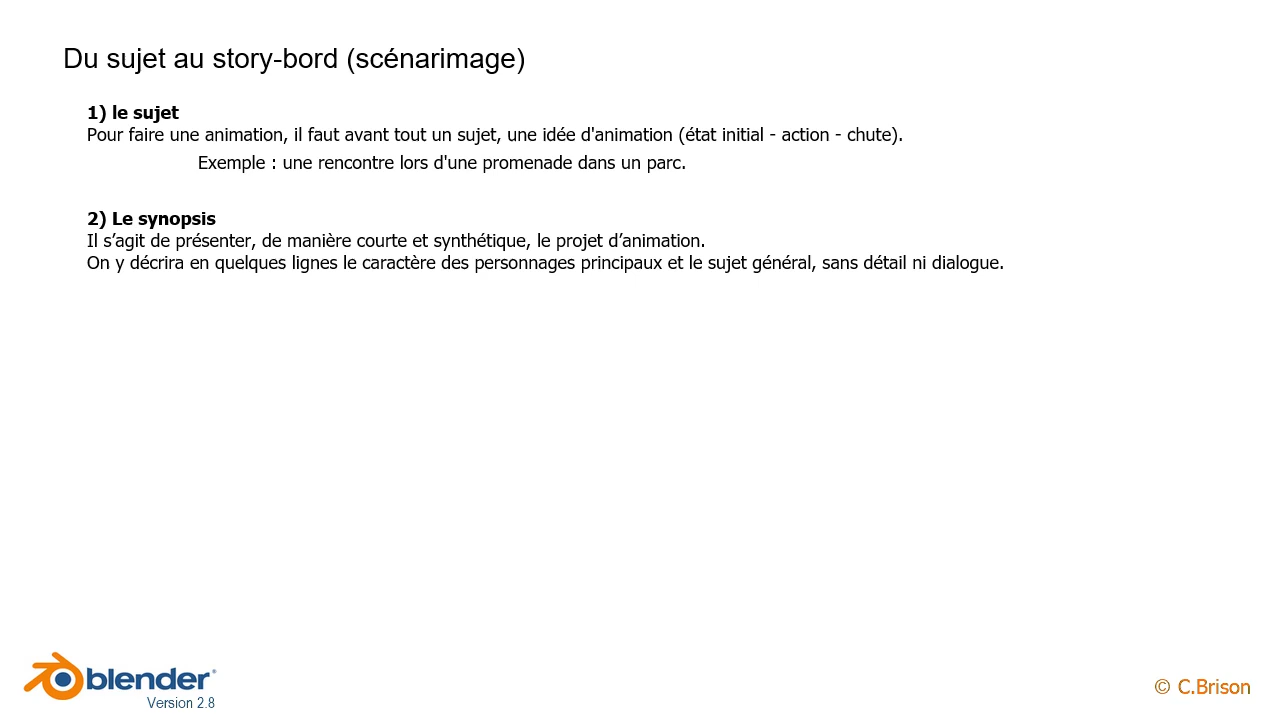 Du sujet au story-bord (scénarimage)
1) le sujet
Pour faire une animation, il faut avant tout un sujet, une idée d'animation (état initial - action - chute).
Exemple : une rencontre lors d'une promenade dans un parc.
2) Le synopsis
Il s’agit de présenter, de manière courte et synthétique, le projet d’animation.
On y décrira en quelques lignes le caractère des personnages principaux et le sujet général, sans détail ni dialogue.
blender®
Version 2.8
© C.Brison